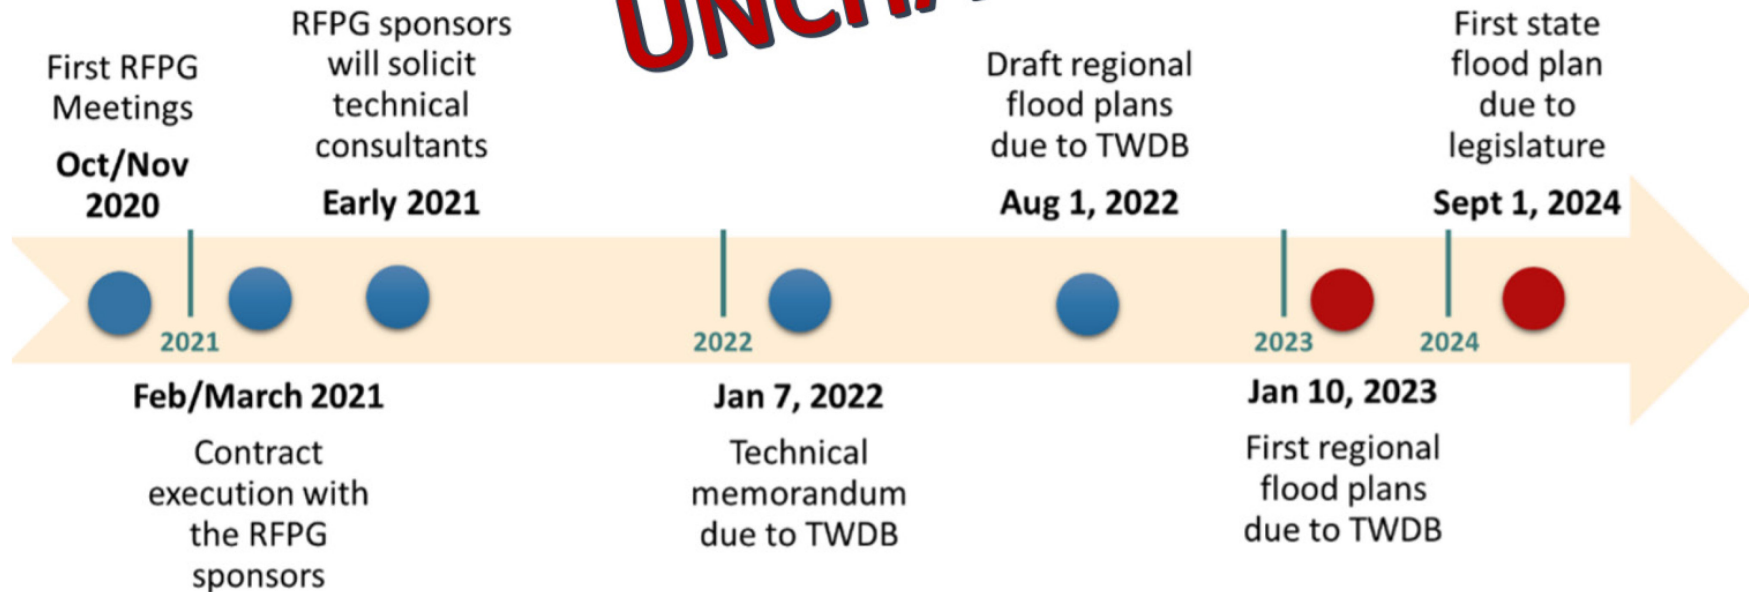 First RFPG
Meetings
Oct/Nov
2020
RFPG sponsors
will solicit
technical
consultants
Early 2021
Draft regional
flood plans
due to TWDB
Aug 1, 2022
First state
flood plan
due to
legislature
Sept 1, 2024
2021
2022
2023
2024
Feb/March 2021
Contract
execution with
the RFPG
sponsors
Jan 7, 2022
Technical
memorandum
due to TWDB
Jan 10, 2023
First regional
flood plans
due to TWDB